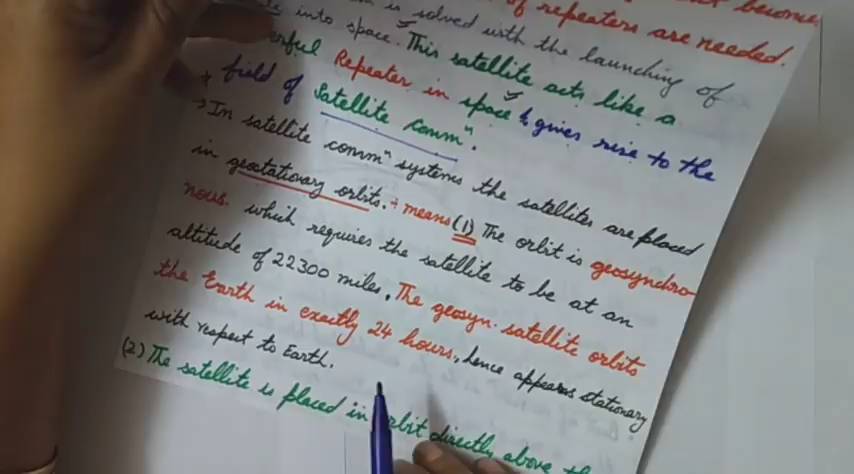 become
of repeaters are needed.
is solved with the launching of
into space. This satellite acts like a
Repeater in space & gives rise to the
* field of Satellite Commⁿ.
→ In satellite commⁿ systems the satellites are placed
in geostationary orbits. → means (1) The orbit is geosynchro-
nous. which requires the satellite to be at an
altitude of 22300 miles. The geosyn. satellite orbits
the Earth in exactly 24 hours, hence appears stationary
with respect to Earth.
(2) The satellite is placed in orbit directly above the